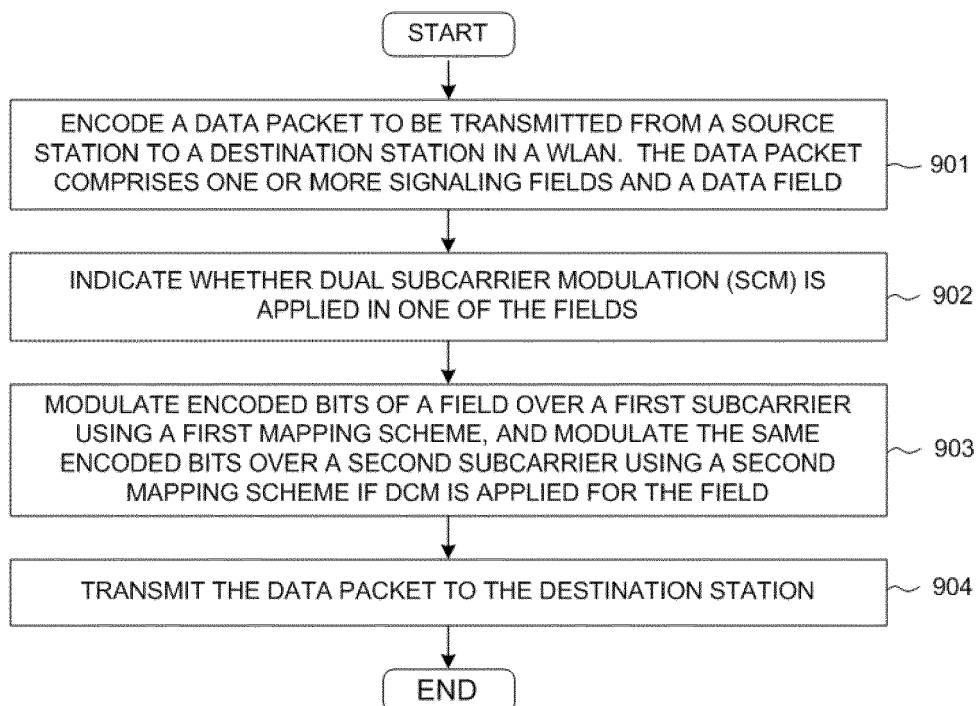 START
ENCODE A DATA PACKET TO BE TRANSMITTED FROM A SOURCE
STATION TO A DESTINATION STATION IN A WLAN. THE DATA PACKET
COMPRISES ONE OR MORE SIGNALING FIELDS AND A DATA FIELD
901
INDICATE WHETHER DUAL SUBCARRIER MODULATION (SCM) IS
APPLIED IN ONE OF THE FIELDS
902
MODULATE ENCODED BITS OF A FIELD OVER A FIRST SUBCARRIER
USING A FIRST MAPPING SCHEME, AND MODULATE THE SAME
ENCODED BITS OVER A SECOND SUBCARRIER USING A SECOND
MAPPING SCHEME IF DCM IS APPLIED FOR THE FIELD
903
TRANSMIT THE DATA PACKET TO THE DESTINATION STATION
904
END